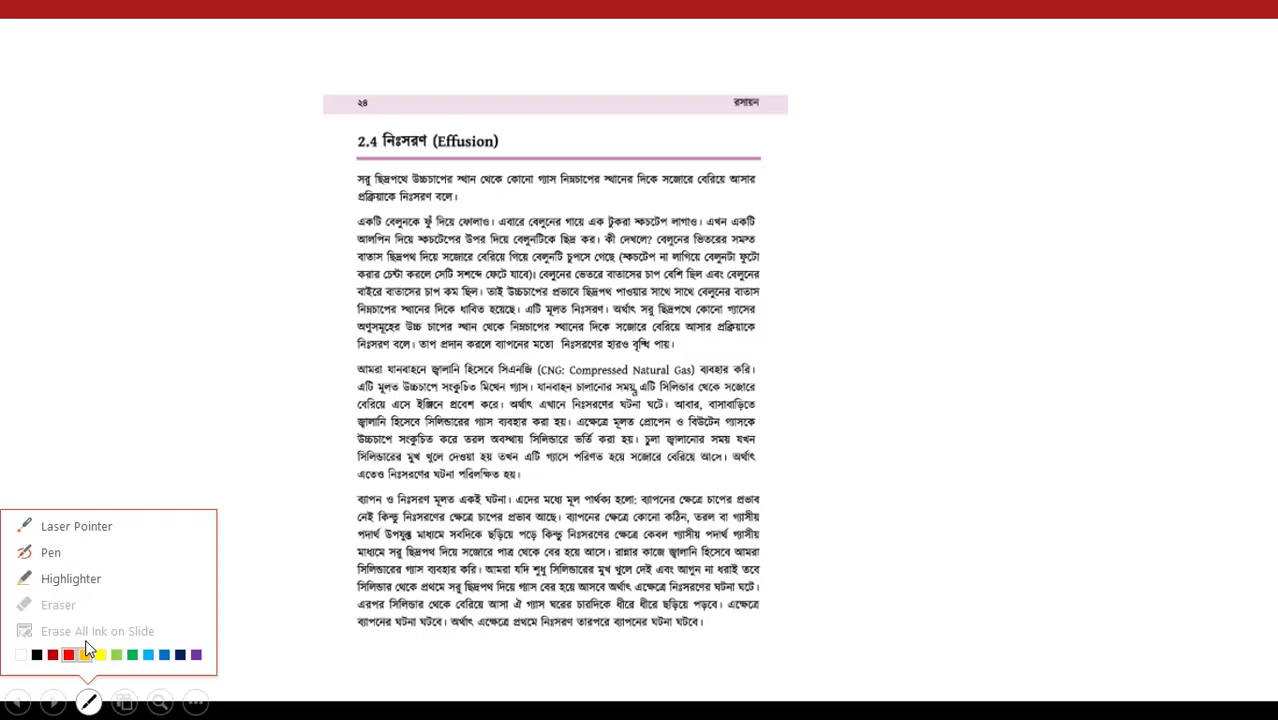 ২৪ রসায়ন
2.4 নিঃসরণ (Effusion)
সরু ছিদ্রপথে উচ্চচাপের স্থান থেকে কোনো গ্যাস নিম্নচাপের স্থানের দিকে সজোরে বেরিয়ে আসার
প্রক্রিয়াকে নিঃসরণ বলে।
একটি বেলুনকে ফুঁ দিয়ে ফোলাও। এবারে বেলুনের গায়ে এক টুকরা স্কচটেপ লাগাও। এখন একটি
আলপিন দিয়ে স্কচটেপের উপর দিয়ে বেলুনটিকে ছিদ্র কর। কী দেখলে? বেলুনের ভিতরের সমস্ত
বাতাস ছিদ্রপথ দিয়ে সজোরে বেরিয়ে গিয়ে বেলুনটি চুপসে গেছে (স্কচটেপ না লাগিয়ে বেলুনটা ফুটো
করার চেষ্টা করলে সেটি সশব্দে ফেটে যাবে)। বেলুনের ভেতরে বাতাসের চাপ বেশি ছিল এবং বেলুনের
বাইরে বাতাসের চাপ কম ছিল। তাই উচ্চচাপের প্রভাবে ছিদ্রপথ পাওয়ার সাথে সাথে বেলুনের বাতাস
নিম্নচাপের স্থানের দিকে ধাবিত হয়েছে। এটি মূলত নিঃসরণ। অর্থাৎ সরু ছিদ্রপথে কোনো গ্যাসের
অণুসমূহের উচ্চ চাপের স্থান থেকে নিম্নচাপের স্থানের দিকে সজোরে বেরিয়ে আসার প্রক্রিয়াকে
নিঃসরণ বলে। তাপ প্রদান করলে ব্যাপনের মতো নিঃসরণের হারও বৃদ্ধি পায়।
আমরা যানবাহনে জ্বালানি হিসেবে সিএনজি (CNG: Compressed Natural Gas) ব্যবহার করি।
এটি মূলত উচ্চচাপে সংকুচিত মিথেন গ্যাস। যানবাহন চালানোর সময় এটি সিলিন্ডার থেকে সজোরে
বেরিয়ে এসে ইঞ্জিনে প্রবেশ করে। অর্থাৎ এখানে নিঃসরণের ঘটনা ঘটে। আবার, বাসাবাড়িতে
জ্বালানি হিসেবে সিলিন্ডারের গ্যাস ব্যবহার করা হয়। এক্ষেত্রে মূলত প্রোপেন ও বিউটেন গ্যাসকে
উচ্চচাপে সংকুচিত করে তরল অবস্থায় সিলিন্ডারে ভর্তি করা হয়। চুলা জ্বালানোর সময় যখন
সিলিন্ডারের মুখ খুলে দেওয়া হয় তখন এটি গ্যাসে পরিণত হয়ে সজোরে বেরিয়ে আসে। অর্থাৎ
এতেও নিঃসরণের ঘটনা পরিলক্ষিত হয়।
ব্যাপন ও নিঃসরণ মূলত একই ঘটনা। এদের মধ্যে মূল পার্থক্য হলো: ব্যাপনের ক্ষেত্রে চাপের প্রভাব
নেই কিন্তু নিঃসরণের ক্ষেত্রে চাপের প্রভাব আছে। ব্যাপনের ক্ষেত্রে কোনো কঠিন, তরল বা গ্যাসীয়
পদার্থ উপযুক্ত মাধ্যমে সবদিকে ছড়িয়ে পড়ে কিন্তু নিঃসরণের ক্ষেত্রে কেবল গ্যাসীয় পদার্থ গ্যাসীয়
মাধ্যমে সরু ছিদ্রপথ দিয়ে সজোরে পাত্র থেকে বের হয়ে আসে। রান্নার কাজে জ্বালানি হিসেবে আমরা
সিলিন্ডারের গ্যাস ব্যবহার করি। আমরা যদি শুধু সিলিন্ডারের মুখ খুলে দেই এবং আগুন না ধরাই তবে
সিলিন্ডার থেকে প্রথমে সরু ছিদ্রপথ দিয়ে গ্যাস বের হয়ে আসবে অর্থাৎ এক্ষেত্রে নিঃসরণের ঘটনা ঘটে।
এরপর সিলিন্ডার থেকে বেরিয়ে আসা ঐ গ্যাস ঘরের চারদিকে ধীরে ধীরে ছড়িয়ে পড়বে। এক্ষেত্রে
ব্যাপনের ঘটনা ঘটবে। অর্থাৎ এক্ষেত্রে প্রথমে নিঃসরণ তারপরে ব্যাপনের ঘটনা ঘটবে।
Laser Pointer
Pen
Highlighter
Eraser
Erase All Ink on Slide